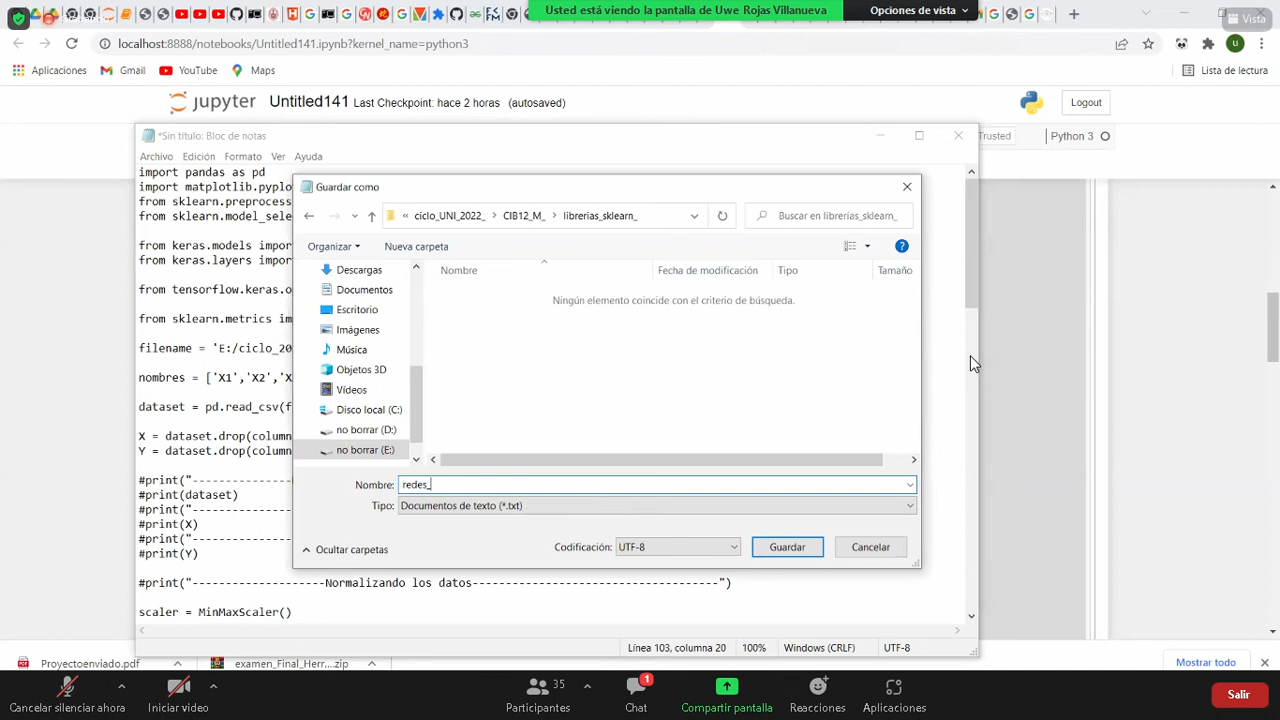 Usted está viendo la pantalla de Uwe Rojas Villanueva
Opciones de vista
Vista
localhost:8888/notebooks/Untitled141.ipynb?kernel_name=python3
u
Aplicaciones
Gmail
YouTube
Maps
Lista de lectura
jupyter
Untitled141
Last Checkpoint: hace 2 horas (autosaved)
Logout
Trusted
Python 3
*Sin título: Bloc de notas
Archivo
Edición
Formato
Ver
Ayuda
import pandas as pd
import matplotlib.pyplo
from sklearn.preprocess
from sklearn.model_sele
from keras.models impor
from keras.layers impor
from tensorflow.keras.o
from sklearn.metrics im
filename = 'E:/ciclo_20
nombres = ['X1','X2','X
dataset = pd.read_csv(f
X = dataset.drop(column
Y = dataset.drop(column
#print("-------------------
#print(dataset)
#print("-------------------
#print(X)
#print("-------------------
#print(Y)
#print("-------------------Normalizando los datos------------------------------------")
scaler = MinMaxScaler()
Línea 103, columna 20
100%
Windows (CRLF)
UTF-8
Guardar como
« ciclo_UNI_2022_ > CIB12_M_ > librerias_sklearn_
Buscar en librerias_sklearn_
Organizar
Nueva carpeta
Nombre
Fecha de modificación
Tipo
Tamaño
Ningún elemento coincide con el criterio de búsqueda.
Descargas
Documentos
Escritorio
Imágenes
Música
Objetos 3D
Vídeos
Disco local (C:)
no borrar (D:)
no borrar (E:)
Nombre: redes_
Tipo: Documentos de texto (*.txt)
Ocultar carpetas
Codificación: UTF-8
Guardar
Cancelar
Proyectoenviado.pdf
examen_Final_Herr....zip
Mostrar todo
Cancelar silenciar ahora
Iniciar video
35
Participantes
1
Chat
Compartir pantalla
Reacciones
Aplicaciones
Salir